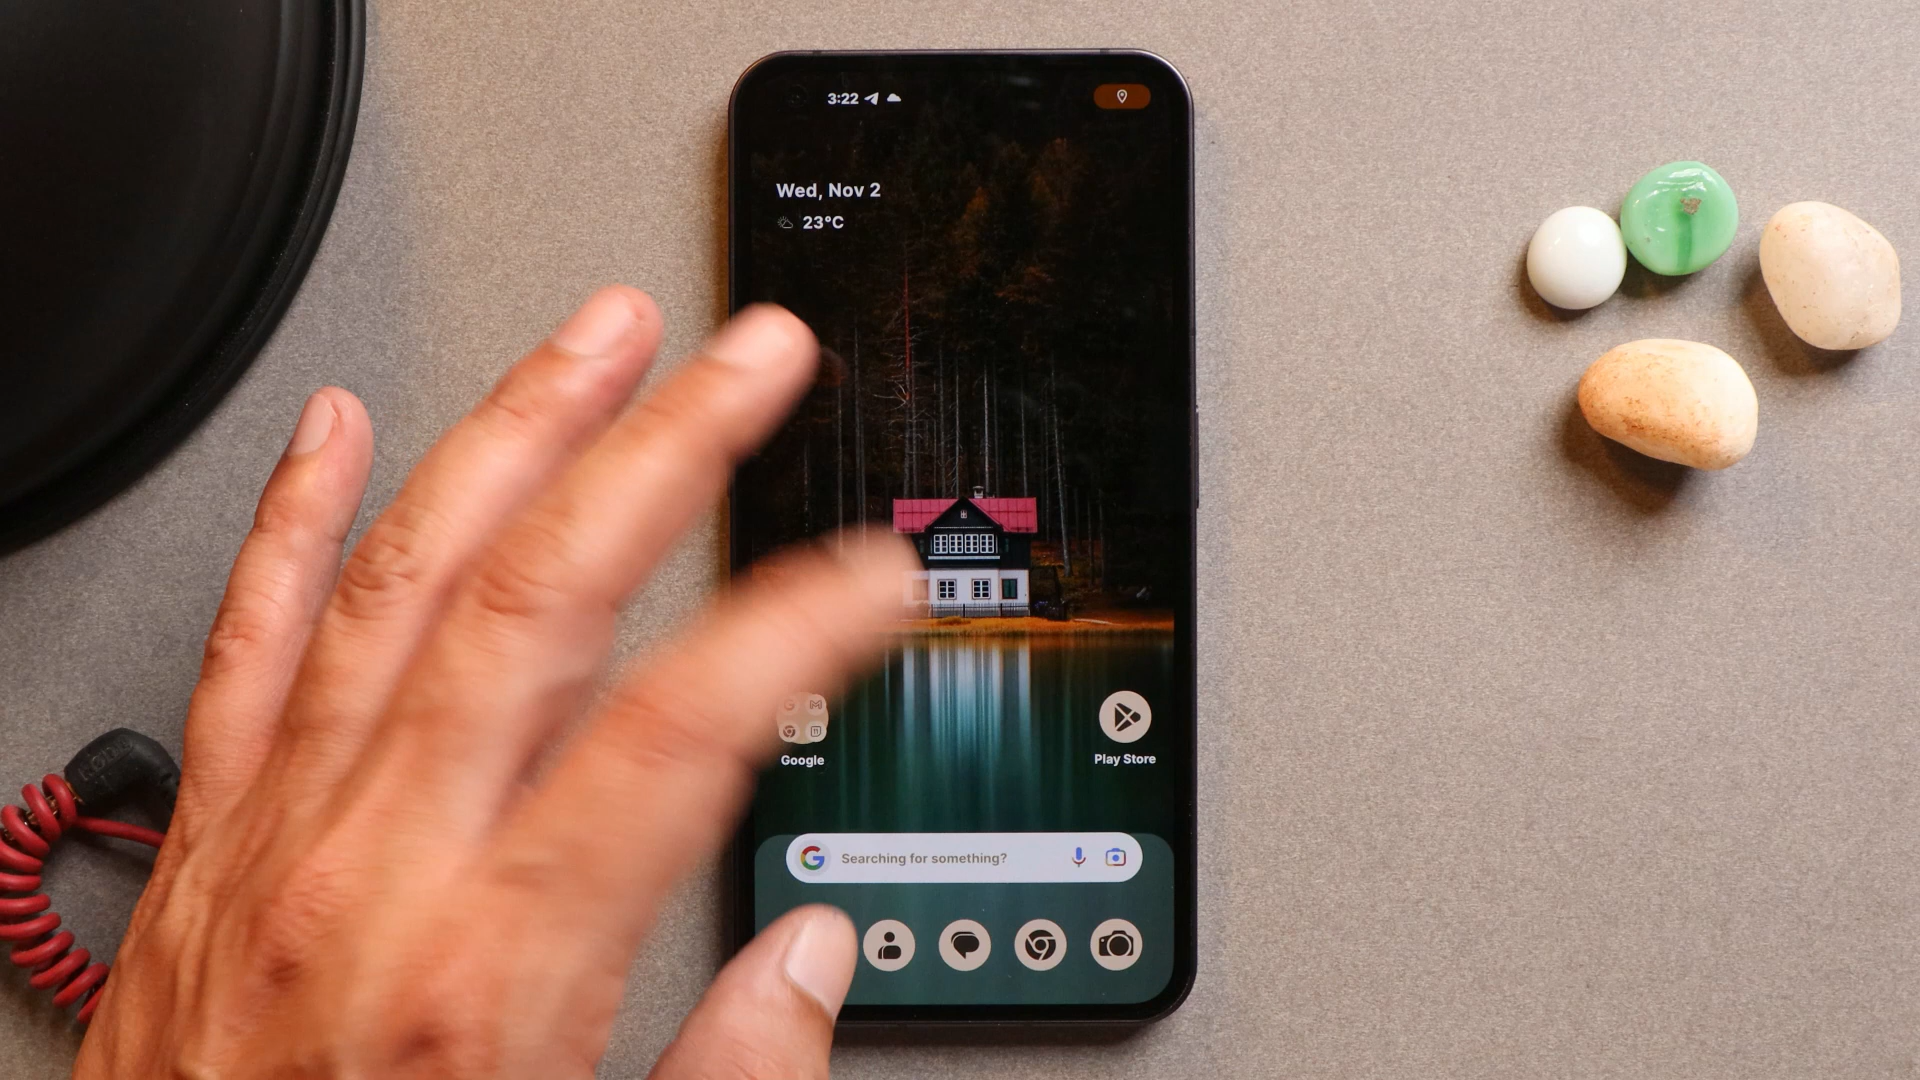 3:22
Wed, Nov 2
23°C
Google
Play Store
Searching for something?